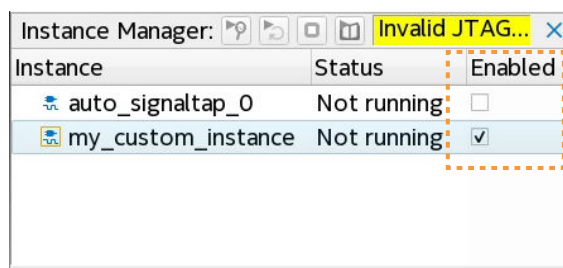 Instance Manager: Invalid JTAG...
Instance Status Enabled
auto_signaltap_0 Not running
my_custom_instance Not running